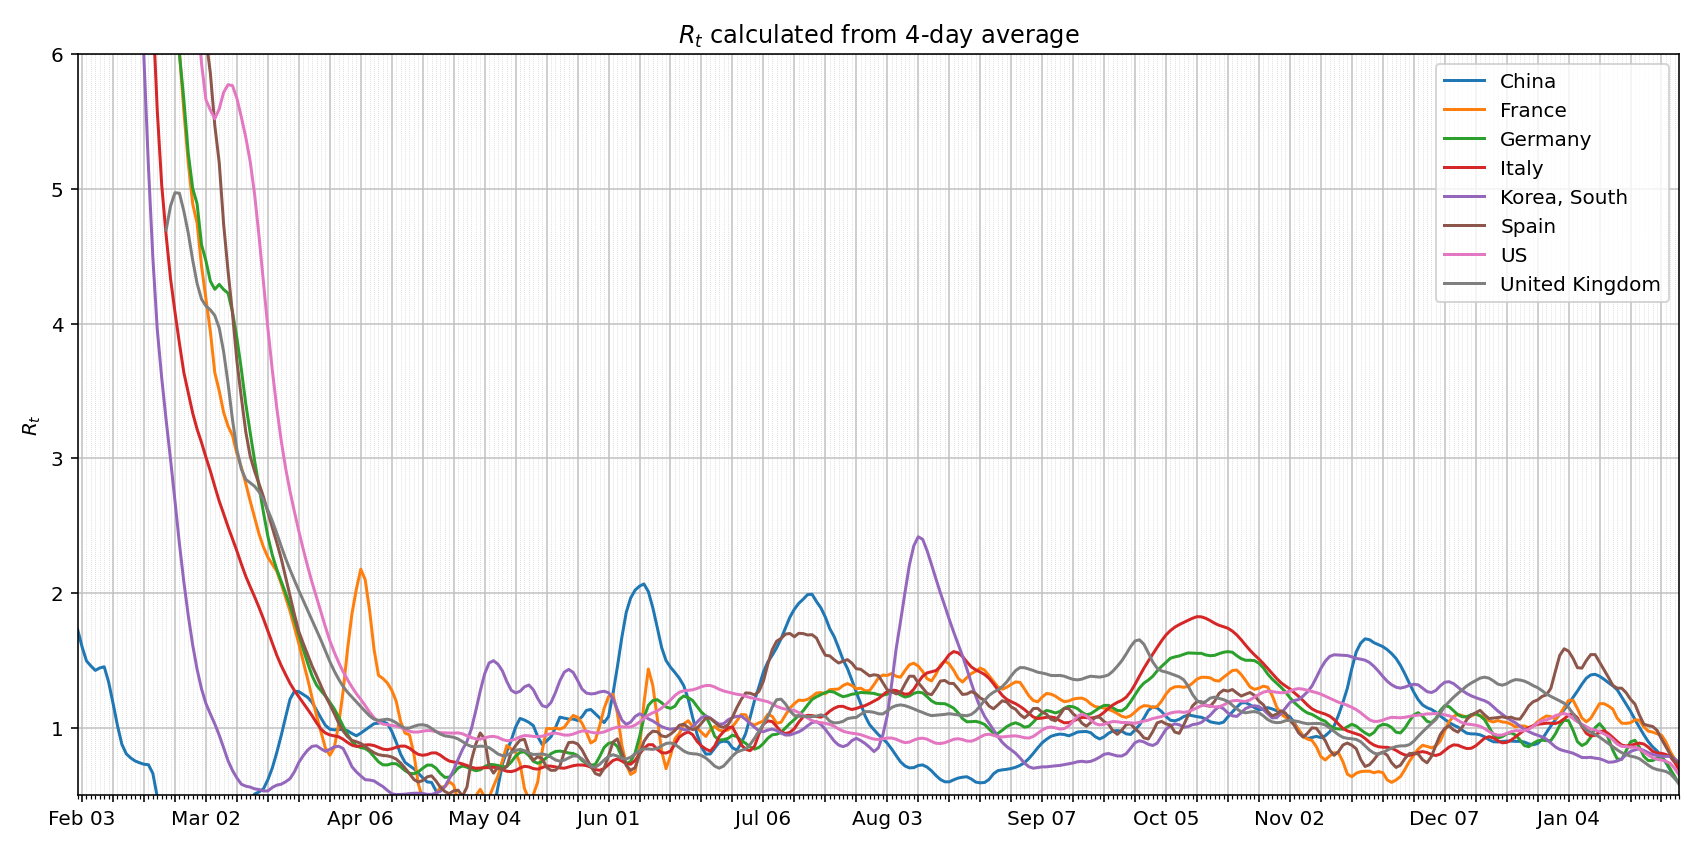 R_t calculated from 4-day average
6
5
4
3
2
1
R_t
China
France
Germany
Italy
Korea, South
Spain
US
United Kingdom
Feb 03 Mar 02 Apr 06 May 04 Jun 01 Jul 06 Aug 03 Sep 07 Oct 05 Nov 02 Dec 07 Jan 04